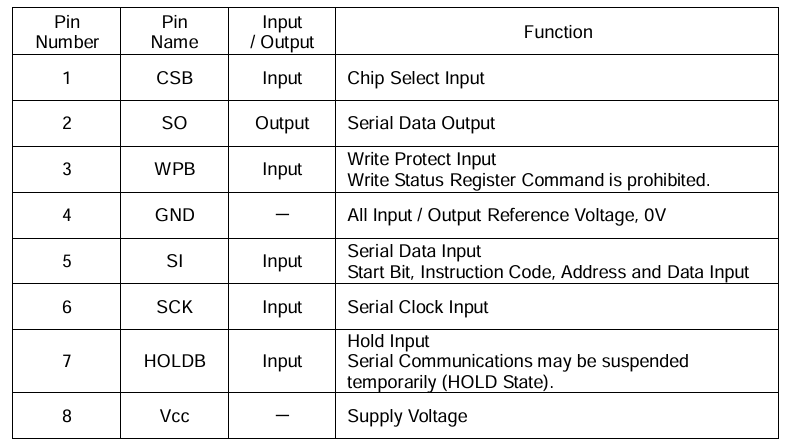 Pin Number
Pin Name
Input / Output
Function
1
CSB
Input
Chip Select Input
2
SO
Output
Serial Data Output
3
WPB
Input
Write Protect Input
Write Status Register Command is prohibited.
4
GND
－
All Input / Output Reference Voltage, 0V
5
SI
Input
Serial Data Input
Start Bit, Instruction Code, Address and Data Input
6
SCK
Input
Serial Clock Input
7
HOLDB
Input
Hold Input
Serial Communications may be suspended
temporarily (HOLD State).
8
Vcc
－
Supply Voltage